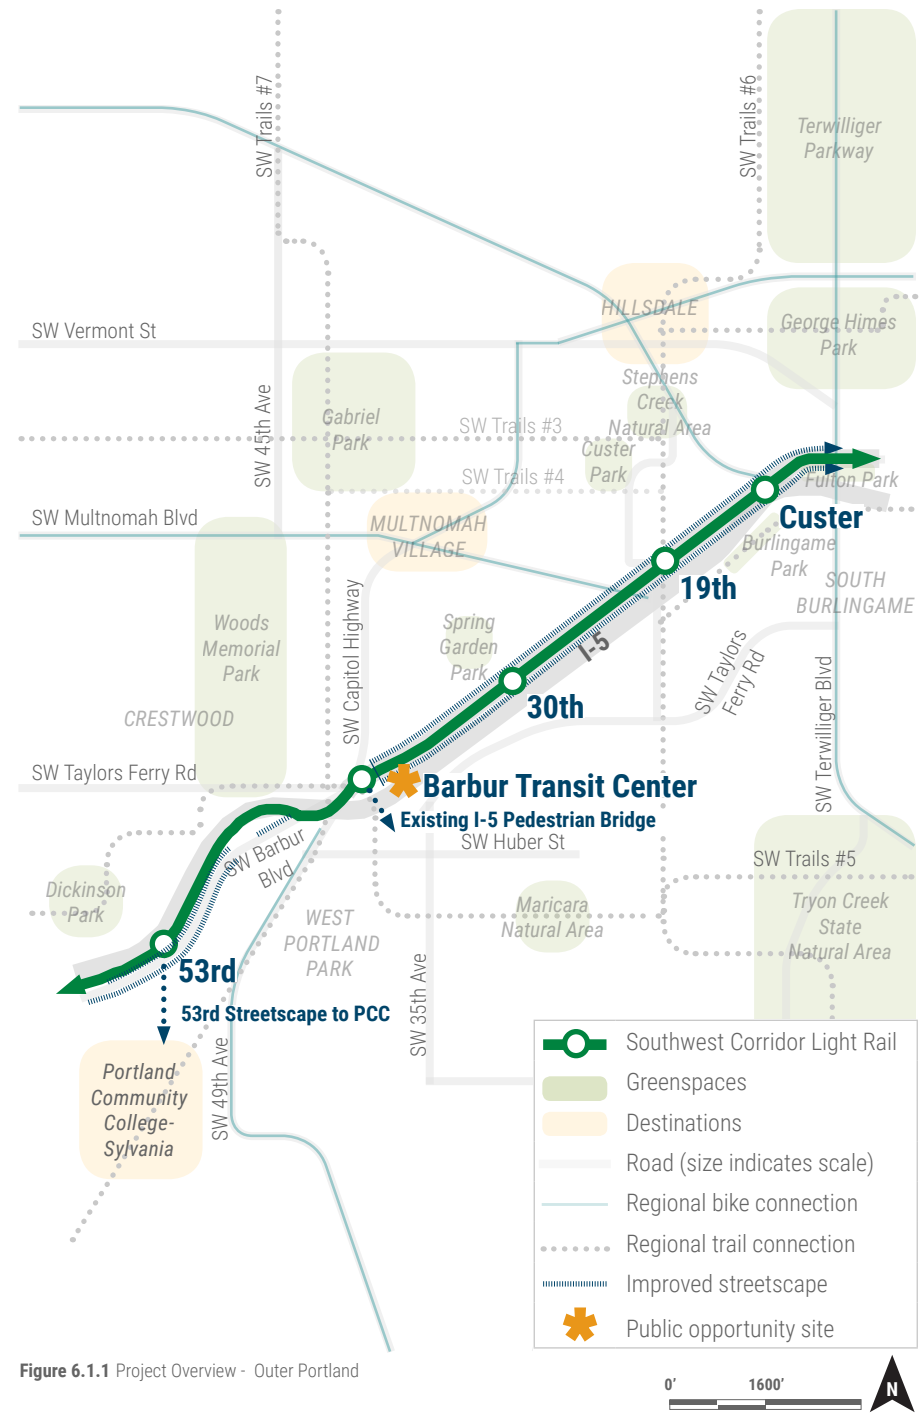 SW Trails #7
SW Trails #6
Terwilliger
Parkway
HILLSDALE
SW Vermont St
George Himes
Park
Stephens
Creek
Natural Area
Gabriel
Park
SW 45th Ave
SW Trails #3
Custer
Park
SW Trails #4
Fulton Park
SW Multnomah Blvd
MULTNOMAH
VILLAGE
Custer
Burlingame
Park
SOUTH
BURLINGAME
19th
Woods
Memorial
Park
SW Capitol Highway
Spring
Garden
Park
I-5
SW Taylors
Ferry Rd
SW Terwilliger Blvd
30th
CRESTWOOD
SW Taylors Ferry Rd
Barbur Transit Center
Existing I-5 Pedestrian Bridge
SW Huber St
SW Barbur
Blvd
SW Trails #5
Dickinson
Park
WEST
PORTLAND
PARK
Maricara
Natural Area
Tryon Creek
State
Natural Area
53rd
SW 35th Ave
53rd Streetscape to PCC
SW 49th Ave
Portland
Community
College-
Sylvania
Southwest Corridor Light Rail
Greenspaces
Destinations
Road (size indicates scale)
Regional bike connection
Regional trail connection
Improved streetscape
Public opportunity site
Figure 6.1.1 Project Overview - Outer Portland
0' 1600'
N